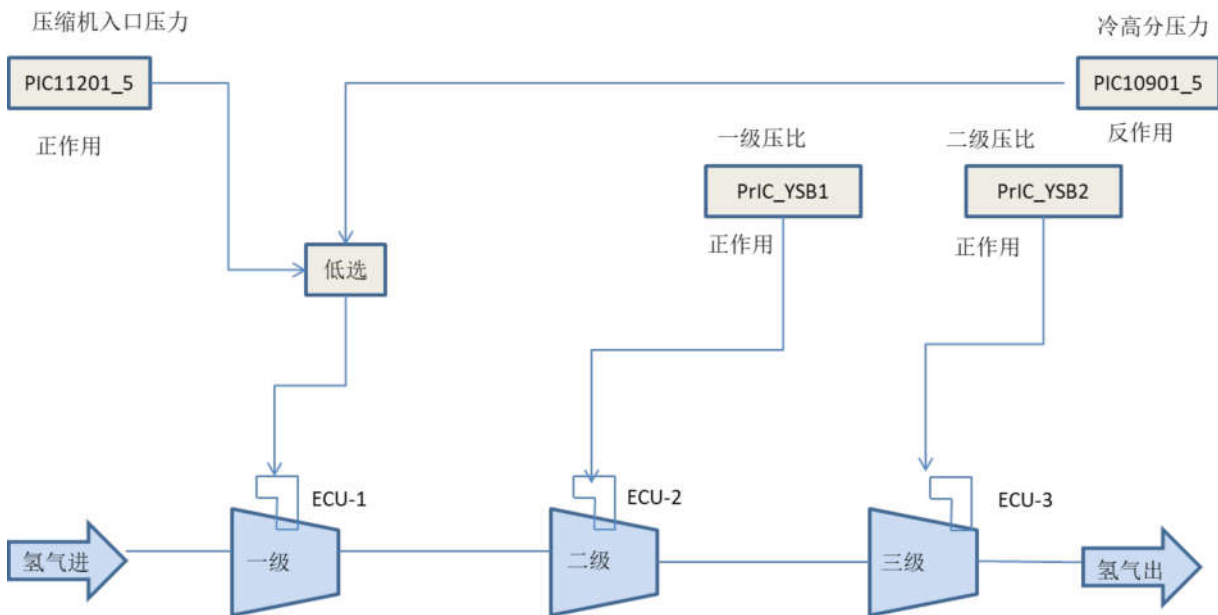 压缩机入口压力
冷高分压力
PIC11201_5
PIC10901_5
正作用
反作用
一级压比
二级压比
PrIC_YSB1
PrIC_YSB2
正作用
正作用
低选
ECU-1
ECU-2
ECU-3
氢气进
一级
二级
三级
氢气出